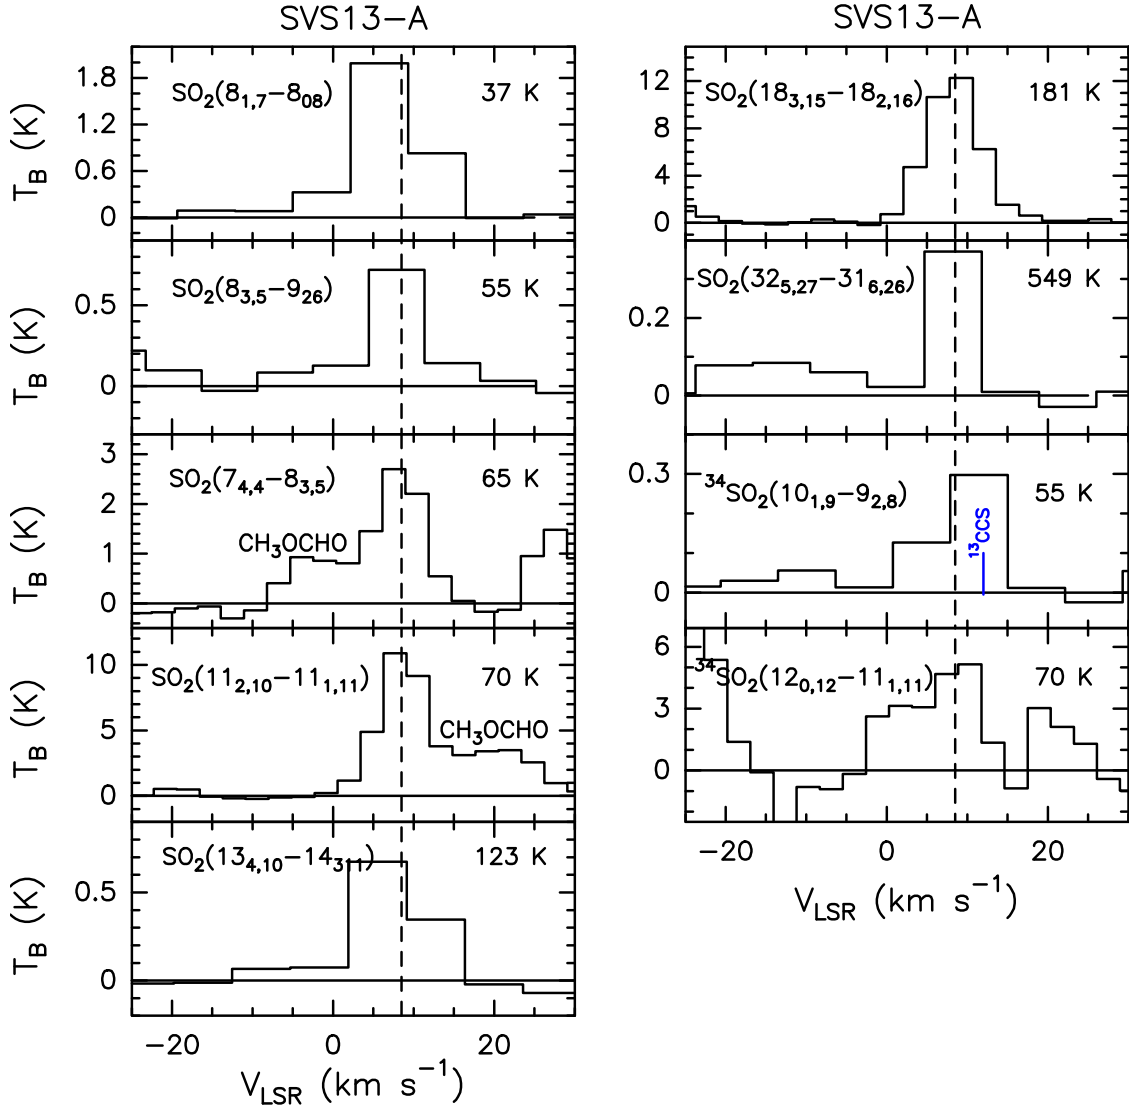 SVS13−A
SO2(81,7−808) 37 K
1.8
1.2
0.6
0
TB (K)
SO2(83,5−926) 55 K
0.5
0
TB (K)
SO2(74,4−83,5) 65 K
CH3OCHO
3
2
1
0
TB (K)
SO2(112,10−111,11) 70 K
CH3OCHO
10
5
0
TB (K)
SO2(134,10−14311) 123 K
0.5
0
TB (K)
−20 0 20
VLSR (km s−1)
SVS13−A
SO2(183,15−182,16) 181 K
12
8
4
0
SO2(325,27−316,26) 549 K
0.2
0
34SO2(101,9−92,8) 55 K
13CCS
0.3
0
34SO2(120,12−111,11) 70 K
6
3
0
−20 0 20
VLSR (km s−1)